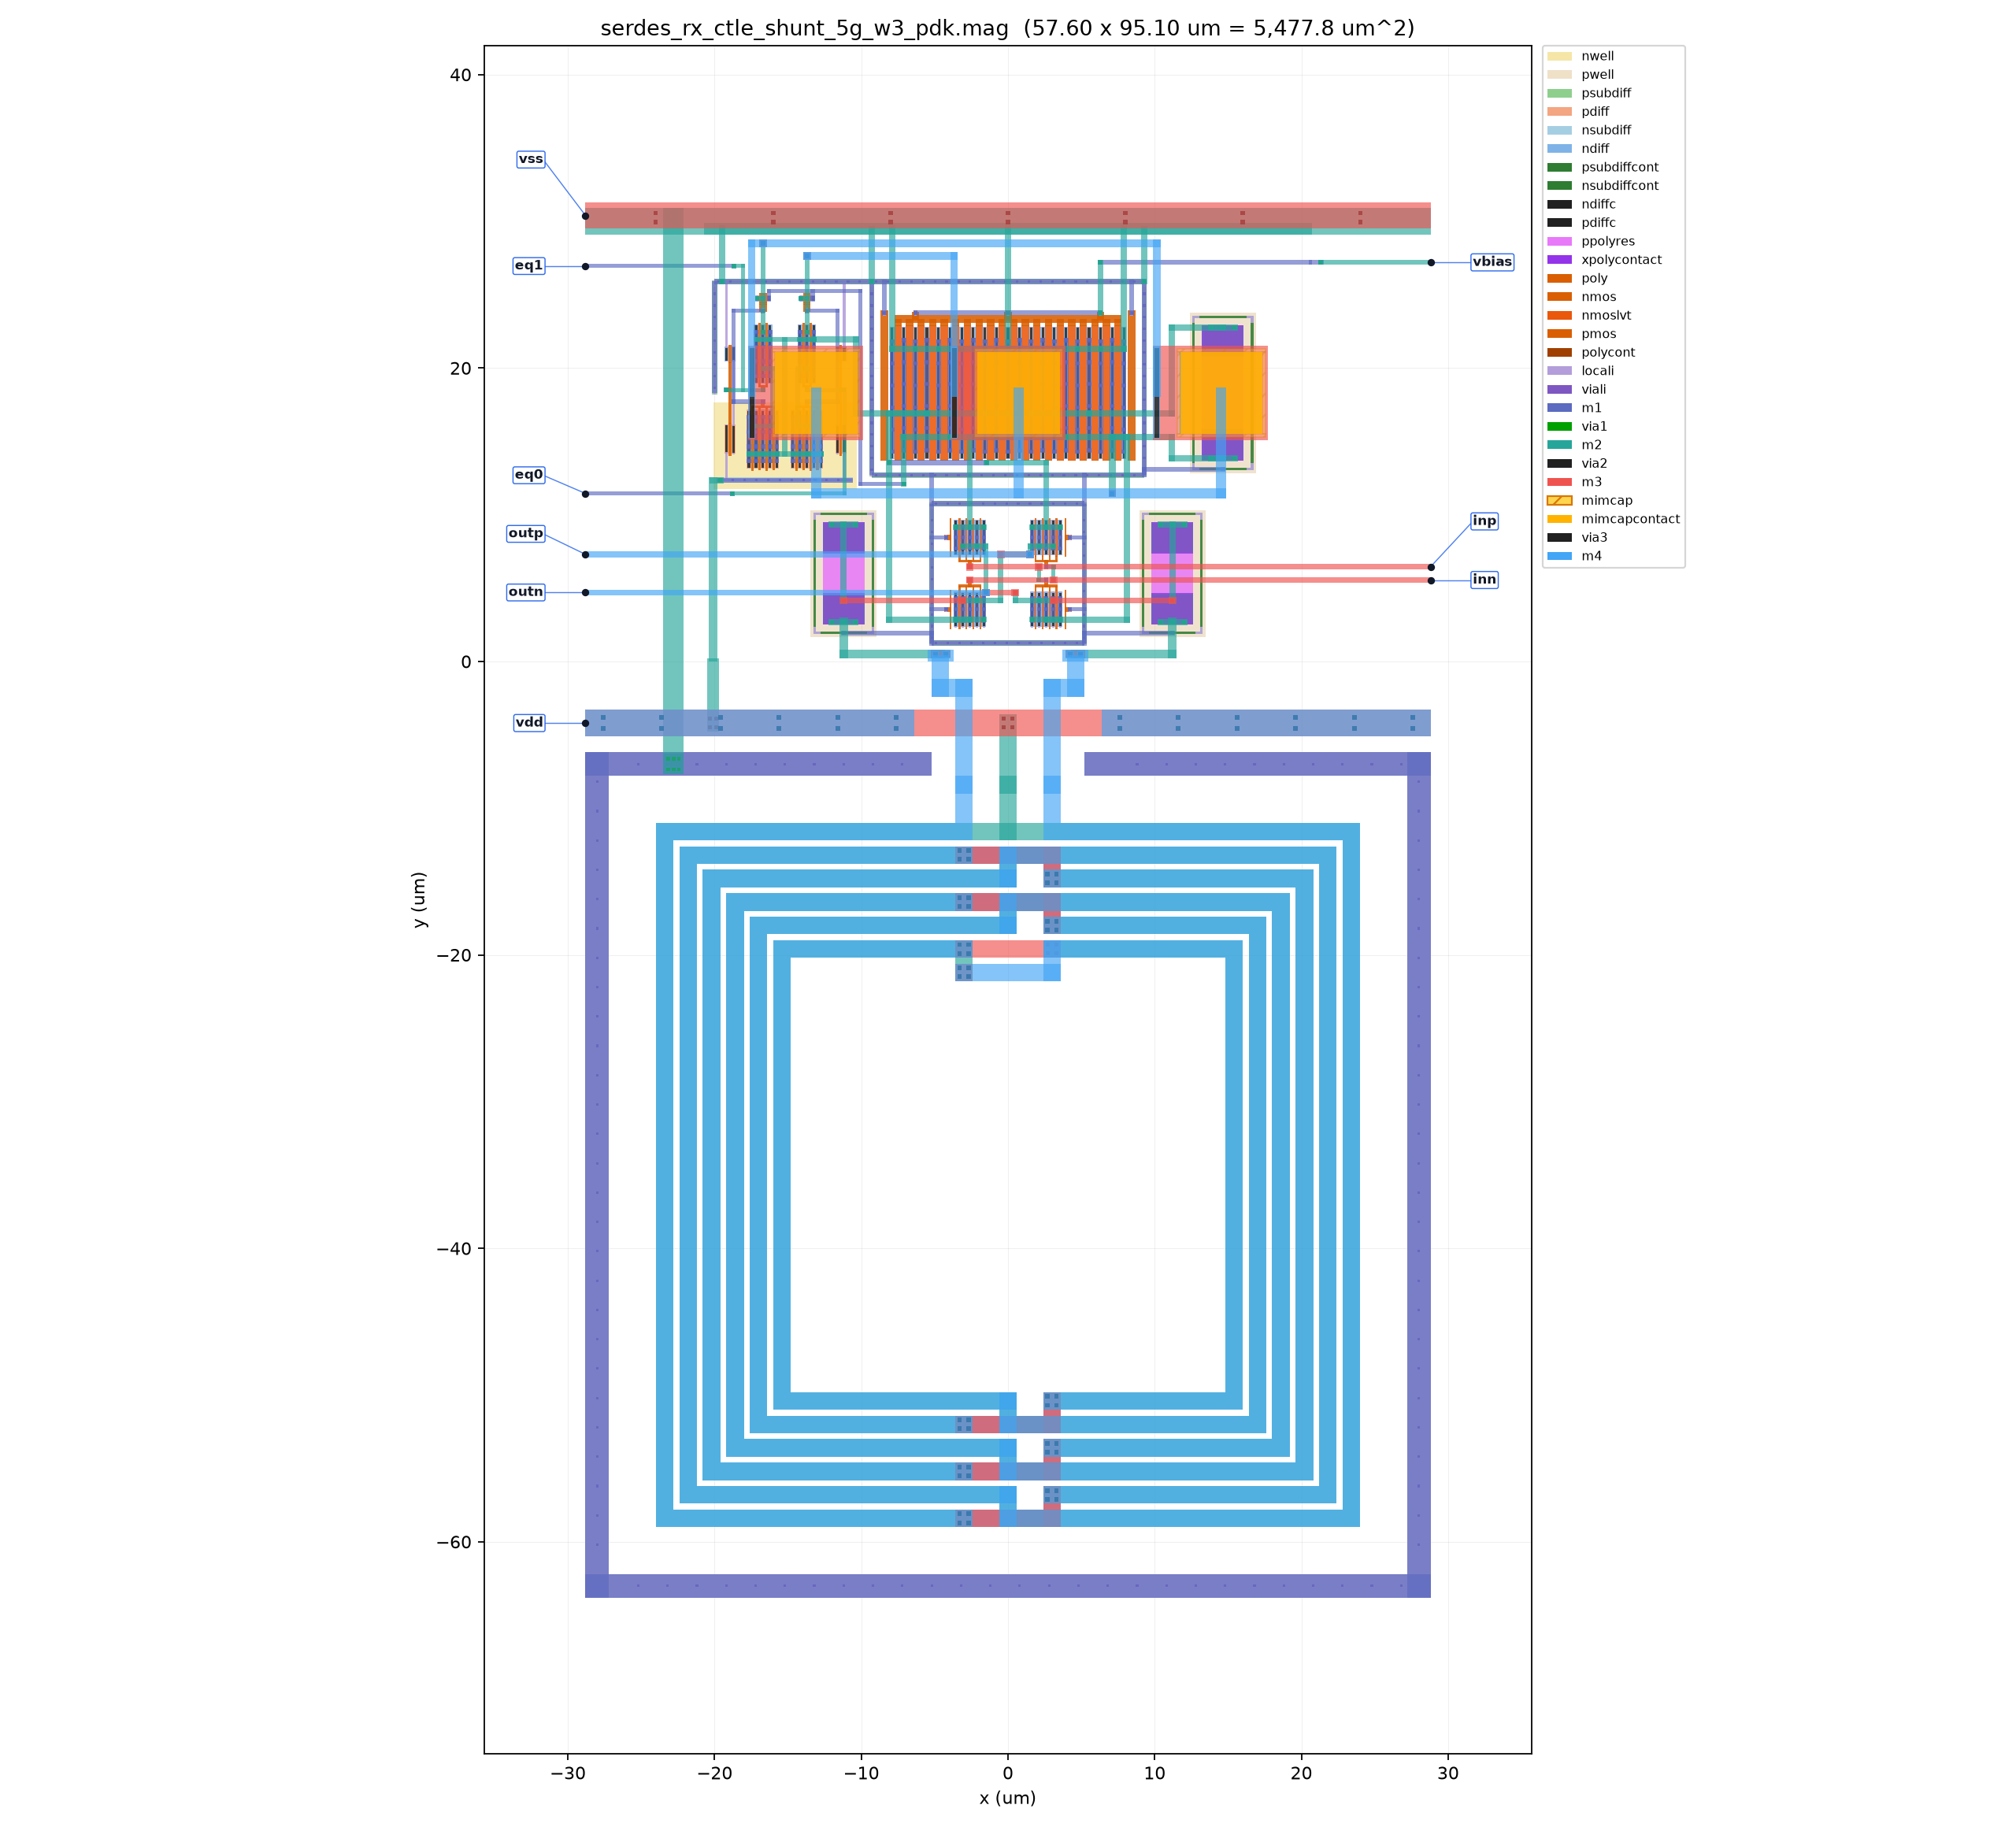 serdes_rx_ctle_shunt_5g_w3_pdk.mag  (57.60 x 95.10 um = 5,477.8 um^2)
40
20
0
−20
−40
−60
y (um)
−30
−20
−10
0
10
20
30
x (um)
vss
eq1
eq0
outp
outn
vdd
vbias
inp
inn
nwell
pwell
psubdiff
pdiff
nsubdiff
ndiff
psubdiffcont
nsubdiffcont
ndiffc
pdiffc
ppolyres
xpolycontact
poly
nmos
nmoslvt
pmos
polycont
locali
viali
m1
via1
m2
via2
m3
mimcap
mimcapcontact
via3
m4